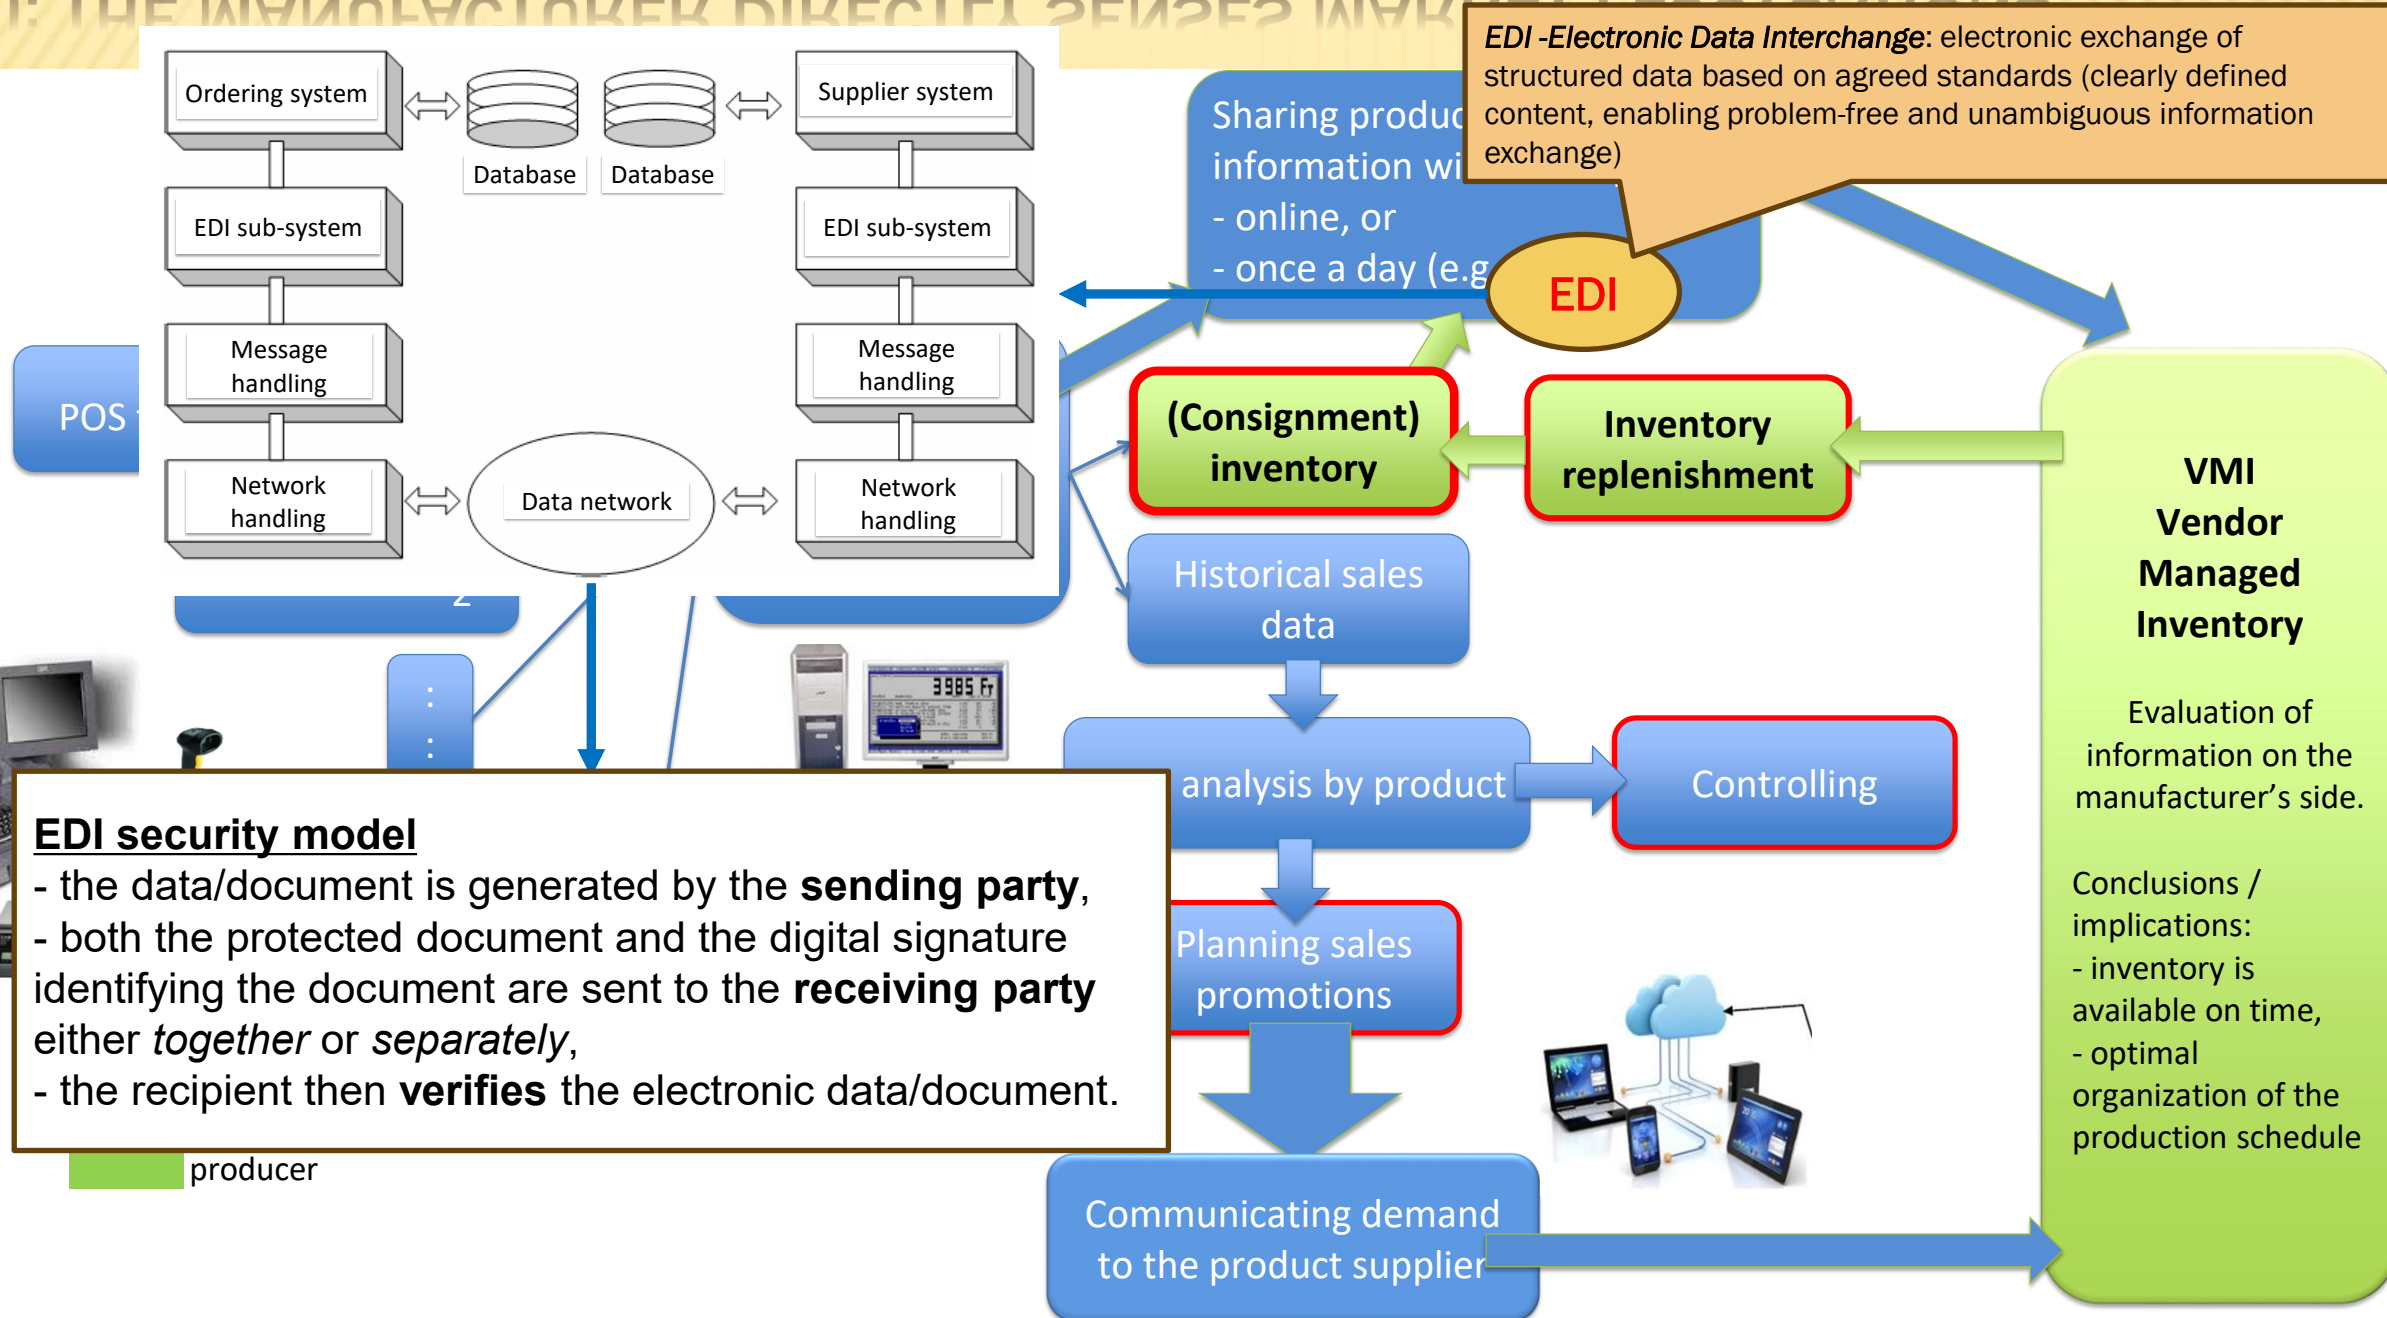 I: THE MANUFACTURER DIRECTLY SENSES
EDI -Electronic Data Interchange: electronic exchange of
structured data based on agreed standards (clearly defined
content, enabling problem-free and unambiguous information
exchange)
Ordering system
Supplier system
Database
Database
EDI sub-system
EDI sub-system
Message
handling
Message
handling
Network
handling
Data network
Network
handling
Sharing
information
- online, or
- once a day (e.g
EDI
POS
2
(Consignment)
inventory
Inventory
replenishment
VMI
Vendor
Managed
Inventory
Evaluation of
information on the
manufacturer's side.
Conclusions /
implications:
- inventory is
available on time,
- optimal
organization of the
production schedule
Historical sales
data
3985 Ft
:
:
analysis by product
Controlling
Planning sales
promotions
EDI security model
- the data/document is generated by the sending party,
- both the protected document and the digital signature
identifying the document are sent to the receiving party
either together or separately,
- the recipient then verifies the electronic data/document.
producer
Communicating demand
to the product supplier